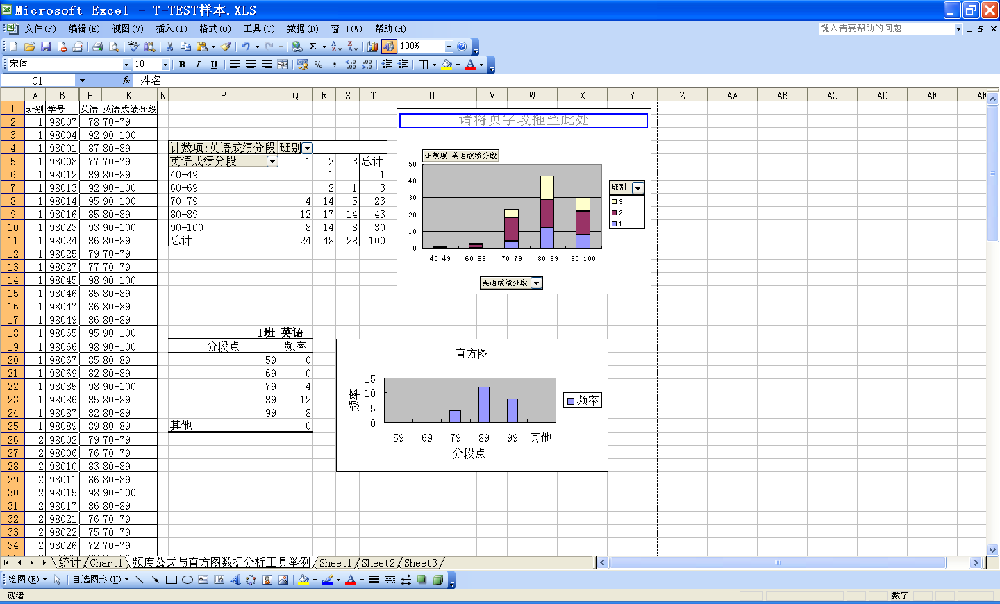 Microsoft Excel - T-TEST样本.XLS
文件(F) 编辑(E) 视图(V) 插入(I) 格式(O) 工具(T) 数据(D) 窗口(W) 帮助(H) 键入需要帮助的问题
100%
宋体 10 B I U
C1 fx 姓名
A B H K N P Q R S T U V W X Y Z AA AB AC AD AE AF
1 班别 学号 英语 英语成绩分段
2 1 98007 78 70-79
3 1 98004 92 90-100
4 1 98001 87 80-89 计数项:英语成绩分段 班别
5 1 98008 77 70-79 英语成绩分段 1 2 3 总计
6 1 98012 89 80-89 40-49 1 1
7 1 98013 92 90-100 60-69 2 1 3
8 1 98014 95 90-100 70-79 4 14 5 23
9 1 98016 85 80-89 80-89 12 17 14 43
10 1 98023 93 90-100 90-100 8 14 8 30
11 1 98024 86 80-89 总计 24 48 28 100
12 1 98025 79 70-79
13 1 98027 77 70-79
14 1 98045 98 90-100
15 1 98046 85 80-89
16 1 98047 86 80-89
17 1 98049 86 80-89
18 1 98065 95 90-100 1班 英语
19 1 98066 98 90-100 分段点 频率
20 1 98067 85 80-89 59 0
21 1 98069 82 80-89 69 0
22 1 98085 98 90-100 79 4
23 1 98086 85 80-89 89 12
24 1 98087 82 80-89 99 8
25 1 98089 89 80-89 其他 0
26 2 98002 79 70-79
27 2 98006 76 70-79
28 2 98010 83 80-89
29 2 98011 86 80-89
30 2 98015 98 90-100
31 2 98017 86 80-89
32 2 98021 76 70-79
33 2 98022 75 70-79
34 2 98026 72 70-79
请将页字段拖至此处
计数项:英语成绩分段
50
40
30
20
10
0
40-49 60-69 70-79 80-89 90-100
班别
3
2
1
英语成绩分段
直方图
频率
15
10
5
0
59 69 79 89 99 其他
分段点
频率
统计 Chart1 频度公式与直方图数据分析工具举例 Sheet1 Sheet2 Sheet3
绘图(R) 自选图形(U)
就绪 数字